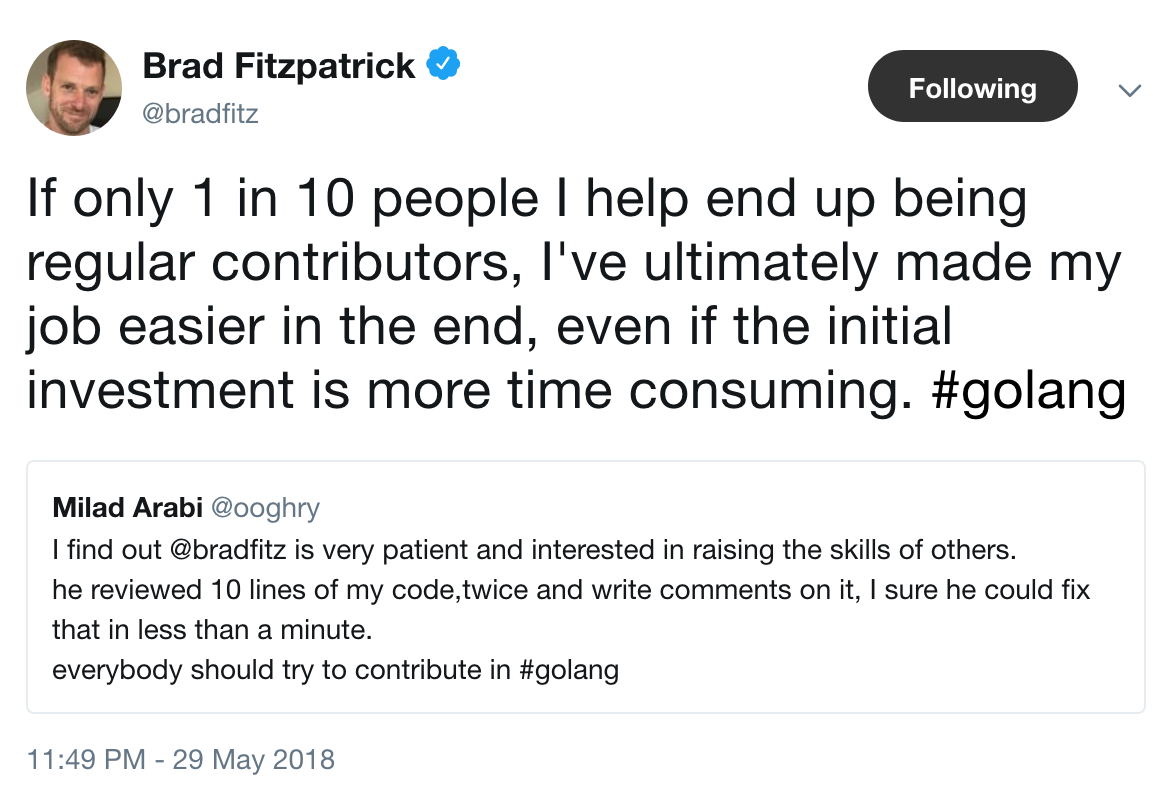 Brad Fitzpatrick
@bradfitz
Following
If only 1 in 10 people I help end up being
regular contributors, I've ultimately made my
job easier in the end, even if the initial
investment is more time consuming. #golang
Milad Arabi @ooghry
I find out @bradfitz is very patient and interested in raising the skills of others.
he reviewed 10 lines of my code,twice and write comments on it, I sure he could fix
that in less than a minute.
everybody should try to contribute in #golang
11:49 PM - 29 May 2018